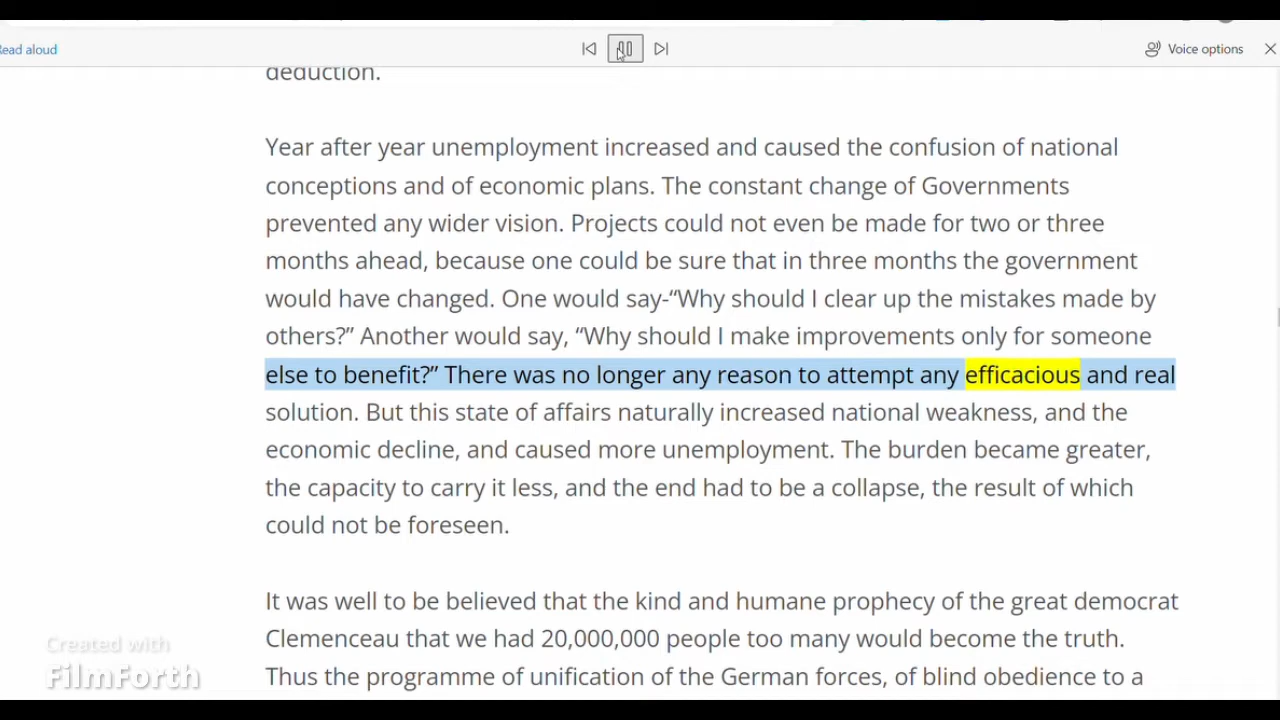 Read aloud
Voice options
deduction.
Year after year unemployment increased and caused the confusion of national
conceptions and of economic plans. The constant change of Governments
prevented any wider vision. Projects could not even be made for two or three
months ahead, because one could be sure that in three months the government
would have changed. One would say-“Why should I clear up the mistakes made by
others?” Another would say, “Why should I make improvements only for someone
else to benefit?” There was no longer any reason to attempt any efficacious and real
solution. But this state of affairs naturally increased national weakness, and the
economic decline, and caused more unemployment. The burden became greater,
the capacity to carry it less, and the end had to be a collapse, the result of which
could not be foreseen.
It was well to be believed that the kind and humane prophecy of the great democrat
Clemenceau that we had 20,000,000 people too many would become the truth.
Thus the programme of unification of the German forces, of blind obedience to a
Created with
FilmForth